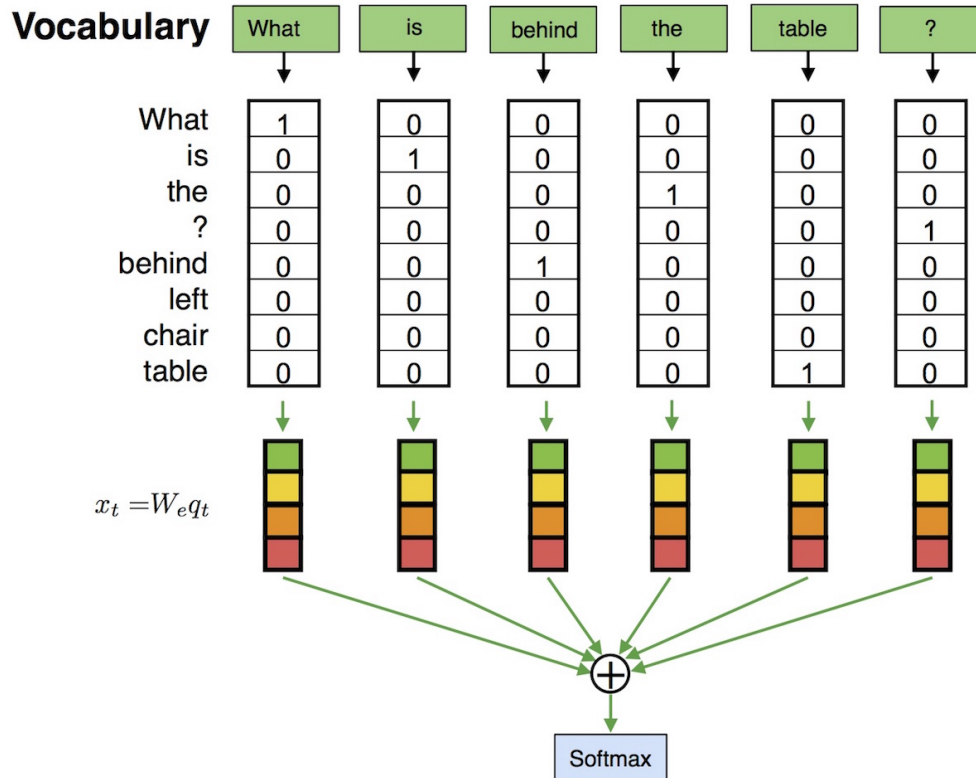 Vocabulary What is behind the table ?
What 1 0 0 0 0 0
is 0 1 0 0 0 0
the 0 0 0 1 0 0
? 0 0 0 0 0 1
behind 0 0 1 0 0 0
left 0 0 0 0 0 0
chair 0 0 0 0 0 0
table 0 0 0 0 1 0
x_t = W_e q_t
+
Softmax